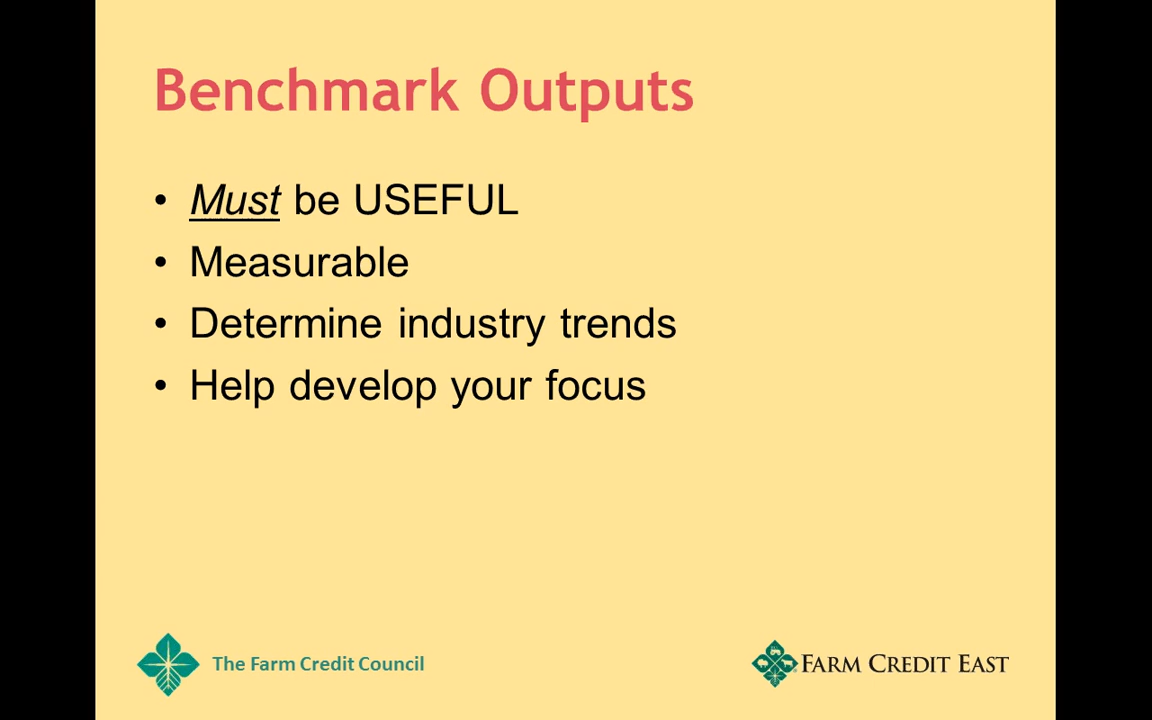 Benchmark Outputs
• Must be USEFUL
• Measurable
• Determine industry trends
• Help develop your focus
The Farm Credit Council
FARM CREDIT EAST